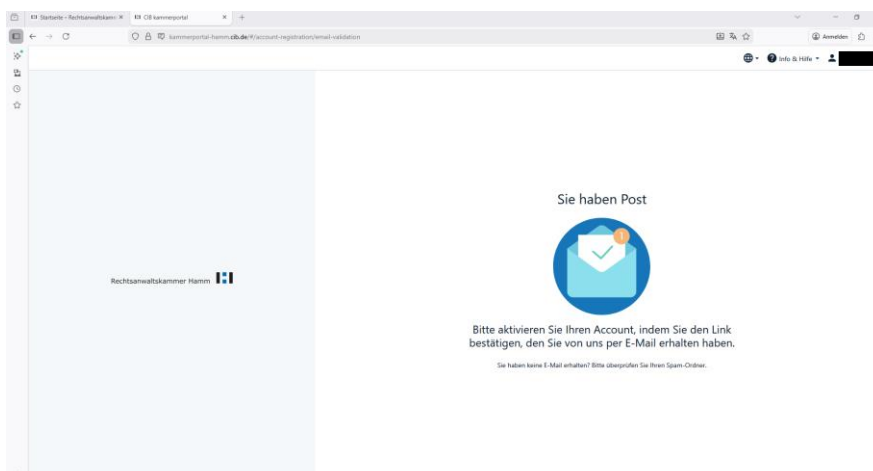 Startseite – Rechtsanwaltskamm
CIB kammerportal
kammerportal-hamm.cib.de/#/account-registration/email-validation
Anmelden
Info & Hilfe
Sie haben Post
1
Rechtsanwaltskammer Hamm
Bitte aktivieren Sie Ihren Account, indem Sie den Link
bestätigen, den Sie von uns per E-Mail erhalten haben.
Sie haben keine E-Mail erhalten? Bitte überprüfen Sie Ihren Spam-Ordner.